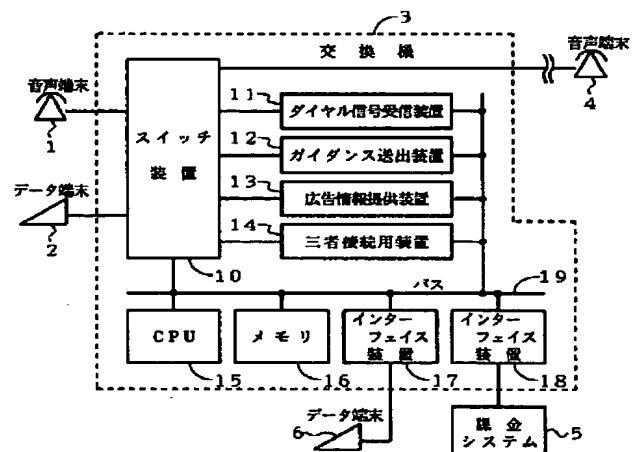 3
交換機
音声端末
4
音声端末
1
データ端末
2
スイッチ
装置
10
11
ダイヤル信号受信装置
12
ガイダンス送出装置
13
広告情報提供装置
14
三者接続用装置
バス
19
CPU
15
メモリ
16
インター
フェイス
装置
17
インター
フェイス
装置
18
データ端末
6
課金
システム
5